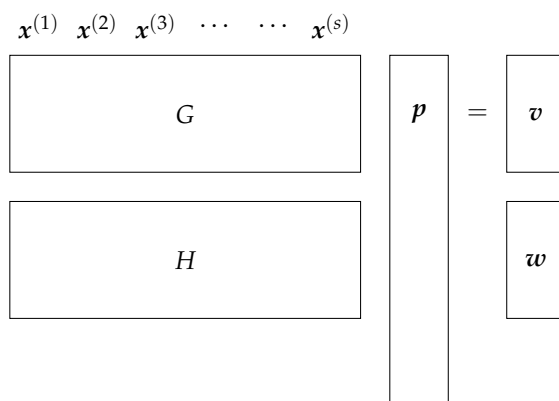 x^(1) x^(2) x^(3) ⋯ ⋯ x^(s)
G p = v
H w